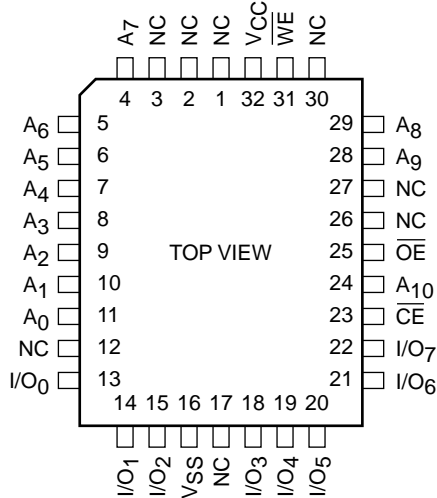 A7 NC NC NC VCC W̅E̅ NC
4 3 2 1 32 31 30
A6 5 29 A8
A5 6 28 A9
A4 7 27 NC
A3 8 26 NC
A2 9 TOP VIEW 25 O̅E̅
A1 10 24 A10
A0 11 23 C̅E̅
NC 12 22 I/O7
I/O0 13 21 I/O6
14 15 16 17 18 19 20
I/O1 I/O2 VSS NC I/O3 I/O4 I/O5